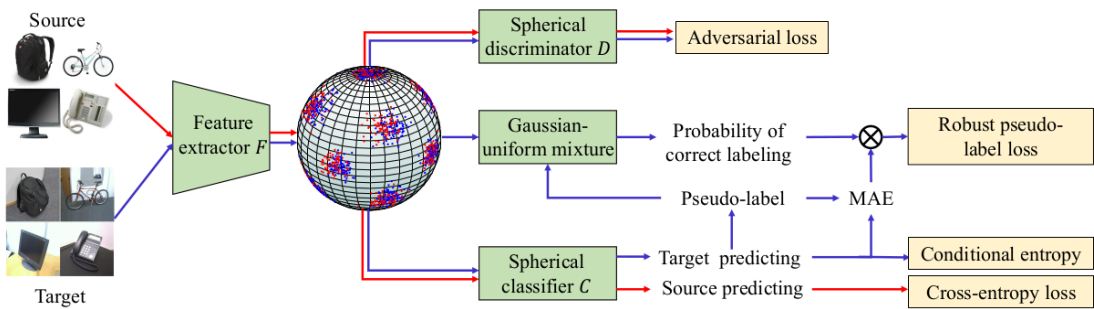 Source
Target
Feature
extractor F
Spherical
discriminator D
Adversarial loss
Gaussian-
uniform mixture
Probability of
correct labeling
Robust pseudo-
label loss
Pseudo-label
MAE
Spherical
classifier C
Target predicting
Conditional entropy
Source predicting
Cross-entropy loss